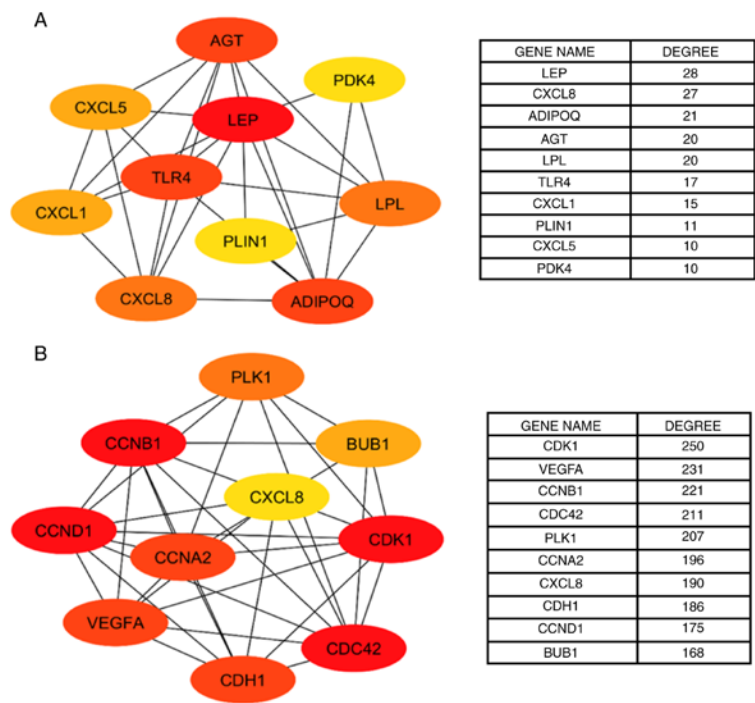 A
AGT
PDK4
CXCL5
LEP
TLR4
CXCL1
LPL
PLIN1
CXCL8
ADIPOQ
GENE NAME DEGREE
LEP 28
CXCL8 27
ADIPOQ 21
AGT 20
LPL 20
TLR4 17
CXCL1 15
PLIN1 11
CXCL5 10
PDK4 10
B
PLK1
CCNB1
BUB1
CXCL8
CCND1
CDK1
CCNA2
VEGFA
CDC42
CDH1
GENE NAME DEGREE
CDK1 250
VEGFA 231
CCNB1 221
CDC42 211
PLK1 207
CCNA2 196
CXCL8 190
CDH1 186
CCND1 175
BUB1 168